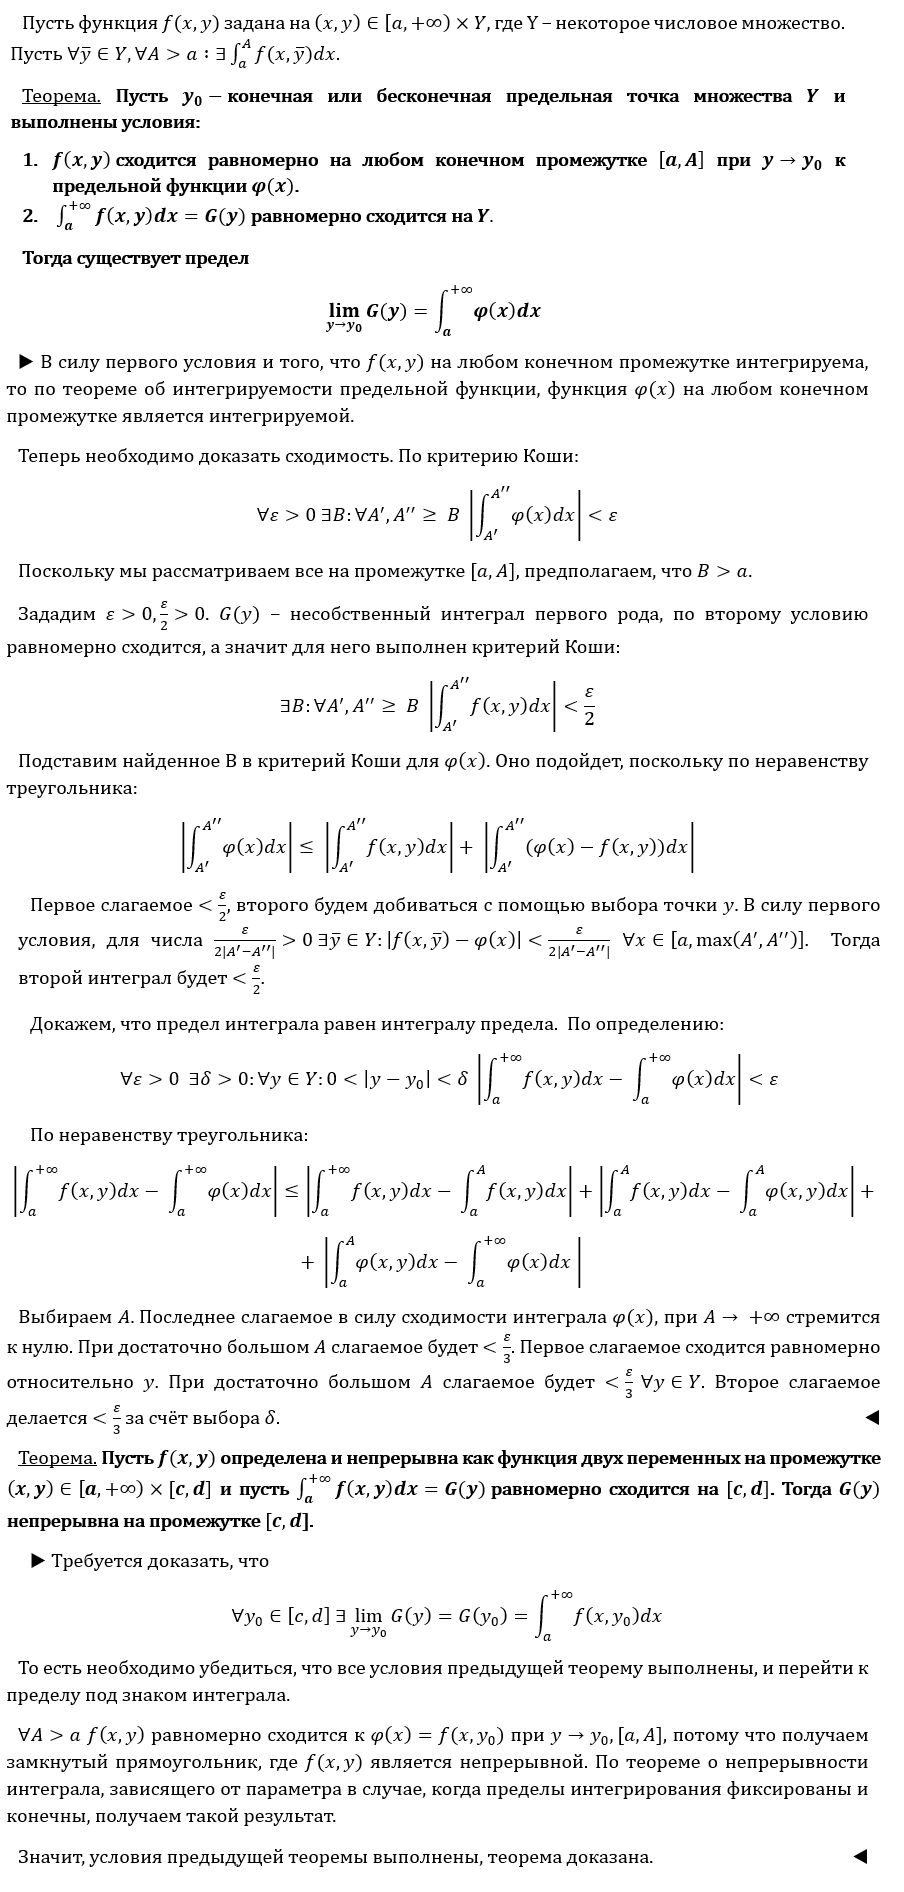 Пусть функция f(x, y) задана на (x, y) ∈ [a, +∞) × Y, где Y – некоторое числовое множество.
Пусть ∀ȳ ∈ Y, ∀A > a ∶ ∃ ∫_a^A f(x, ȳ)dx.
Теорема. Пусть y₀ − конечная или бесконечная предельная точка множества Y и
выполнены условия:
1. f(x, y) сходится равномерно на любом конечном промежутке [a, A] при y → y₀ к
предельной функции φ(x).
2. ∫_a^{+∞} f(x, y)dx = G(y) равномерно сходится на Y.
Тогда существует предел
lim_{y→y₀} G(y) = ∫_a^{+∞} φ(x)dx
► В силу первого условия и того, что f(x, y) на любом конечном промежутке интегрируема,
то по теореме об интегрируемости предельной функции, функция φ(x) на любом конечном
промежутке является интегрируемой.
Теперь необходимо доказать сходимость. По критерию Коши:
∀ε > 0 ∃B: ∀A′, A′′ ≥ B |∫_{A′}^{A′′} φ(x)dx| < ε
Поскольку мы рассматриваем все на промежутке [a, A], предполагаем, что B > a.
Зададим ε > 0, ε/2 > 0. G(y) – несобственный интеграл первого рода, по второму условию
равномерно сходится, а значит для него выполнен критерий Коши:
∃B: ∀A′, A′′ ≥ B |∫_{A′}^{A′′} f(x, y)dx| < ε/2
Подставим найденное B в критерий Коши для φ(x). Оно подойдет, поскольку по неравенству
треугольника:
|∫_{A′}^{A′′} φ(x)dx| ≤ |∫_{A′}^{A′′} f(x, y)dx| + |∫_{A′}^{A′′} (φ(x) − f(x, y))dx|
Первое слагаемое < ε/2, второго будем добиваться с помощью выбора точки y. В силу первого
условия, для числа ε/(2|A′−A′′|) > 0 ∃ȳ ∈ Y: |f(x, ȳ) − φ(x)| < ε/(2|A′−A′′|) ∀x ∈ [a, max(A′, A′′)]. Тогда
второй интеграл будет < ε/2.
Докажем, что предел интеграла равен интегралу предела. По определению:
∀ε > 0 ∃δ > 0: ∀y ∈ Y: 0 < |y − y₀| < δ |∫_a^{+∞} f(x, y)dx − ∫_a^{+∞} φ(x)dx| < ε
По неравенству треугольника:
|∫_a^{+∞} f(x, y)dx − ∫_a^{+∞} φ(x)dx| ≤ |∫_a^{+∞} f(x, y)dx − ∫_a^A f(x, y)dx| + |∫_a^A f(x, y)dx − ∫_a^A φ(x, y)dx| +
+ |∫_a^A φ(x, y)dx − ∫_a^{+∞} φ(x)dx |
Выбираем A. Последнее слагаемое в силу сходимости интеграла φ(x), при A → +∞ стремится
к нулю. При достаточно большом A слагаемое будет < ε/3. Первое слагаемое сходится равномерно
относительно y. При достаточно большом A слагаемое будет < ε/3 ∀y ∈ Y. Второе слагаемое
делается < ε/3 за счёт выбора δ. ◄
Теорема. Пусть f(x, y) определена и непрерывна как функция двух переменных на промежутке
(x, y) ∈ [a, +∞) × [c, d] и пусть ∫_a^{+∞} f(x, y)dx = G(y) равномерно сходится на [c, d]. Тогда G(y)
непрерывна на промежутке [c, d].
► Требуется доказать, что
∀y₀ ∈ [c, d] ∃ lim_{y→y₀} G(y) = G(y₀) = ∫_a^{+∞} f(x, y₀)dx
То есть необходимо убедиться, что все условия предыдущей теорему выполнены, и перейти к
пределу под знаком интеграла.
∀A > a f(x, y) равномерно сходится к φ(x) = f(x, y₀) при y → y₀, [a, A], потому что получаем
замкнутый прямоугольник, где f(x, y) является непрерывной. По теореме о непрерывности
интеграла, зависящего от параметра в случае, когда пределы интегрирования фиксированы и
конечны, получаем такой результат.
Значит, условия предыдущей теоремы выполнены, теорема доказана. ◄